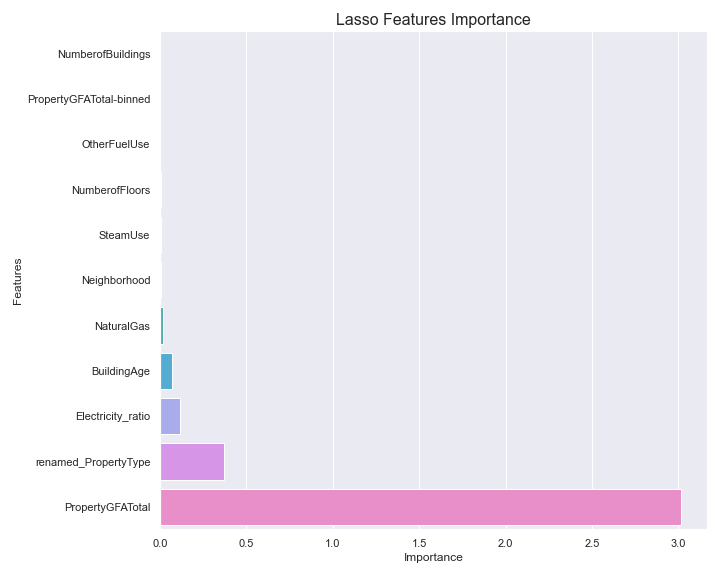 Lasso Features Importance
NumberofBuildings
PropertyGFATotal-binned
OtherFuelUse
NumberofFloors
SteamUse
Neighborhood
NaturalGas
BuildingAge
Electricity_ratio
renamed_PropertyType
PropertyGFATotal
Features
0.0 0.5 1.0 1.5 2.0 2.5 3.0
Importance